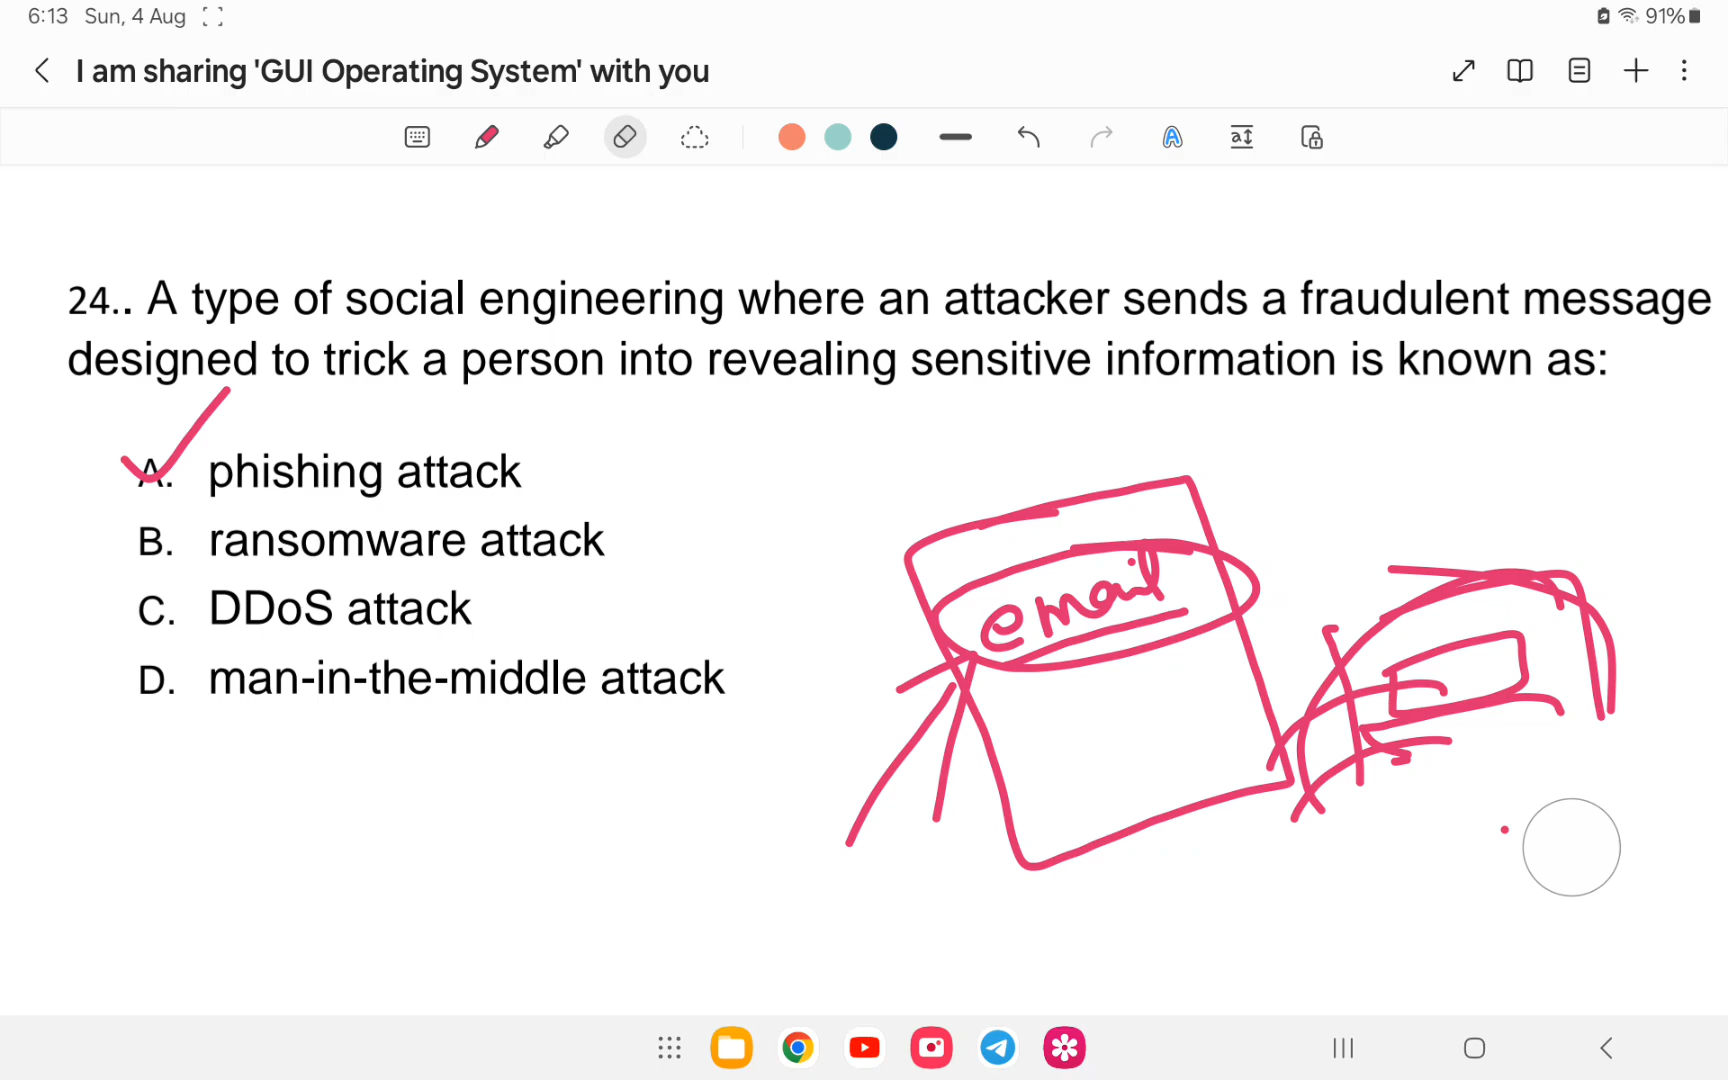 6:13 Sun, 4 Aug 91%
I am sharing 'GUI Operating System' with you
24.. A type of social engineering where an attacker sends a fraudulent message
designed to trick a person into revealing sensitive information is known as:
A. phishing attack
B. ransomware attack
C. DDoS attack
D. man-in-the-middle attack
email